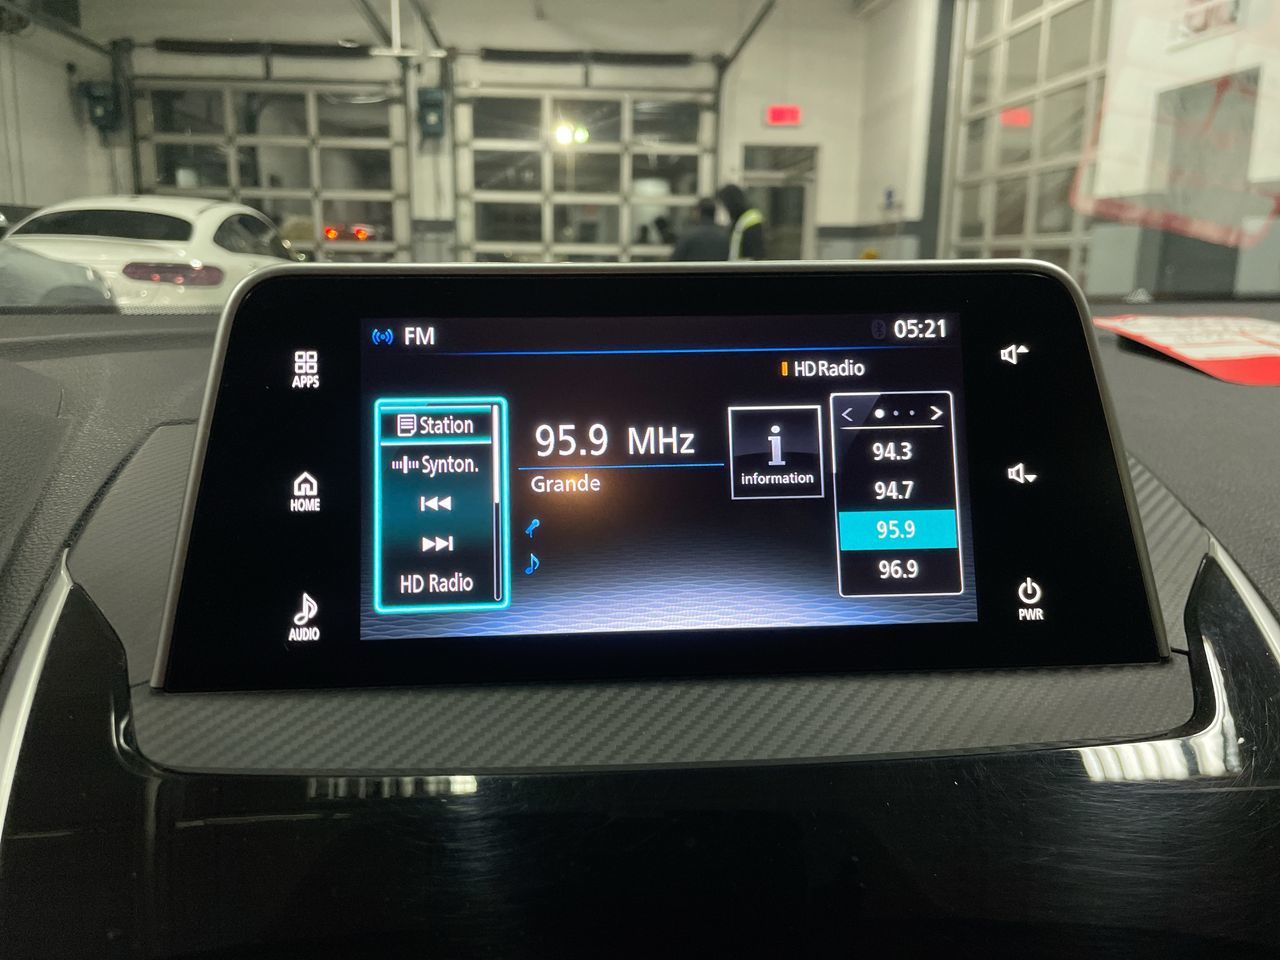 FM
05:21
HD Radio
APPS
HOME
AUDIO
Station
Synton.
HD Radio
95.9 MHz
Grande
information
94.3
94.7
95.9
96.9
PWR